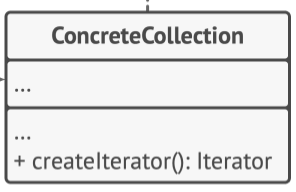 ConcreteCollection
...
...
+ createIterator(): Iterator